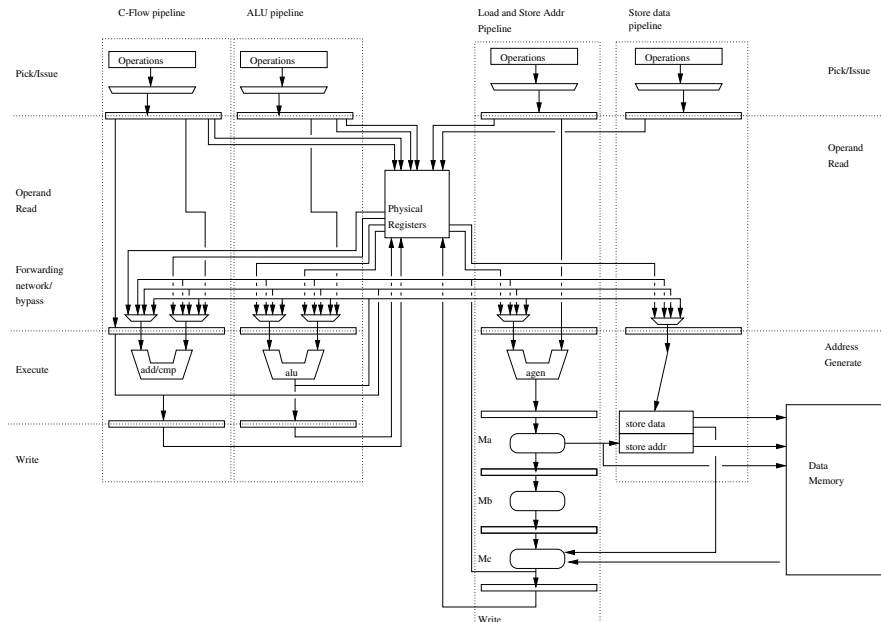 C-Flow pipeline
ALU pipeline
Load and Store Addr
Pipeline
Store data
pipeline
Operations
Operations
Operations
Operations
Pick/Issue
Pick/Issue
Operand
Read
Operand
Read
Physical
Registers
Forwarding
network/
bypass
Execute
add/cmp
alu
agen
Address
Generate
store data
store addr
Ma
Write
Data
Memory
Mb
Mc
Write